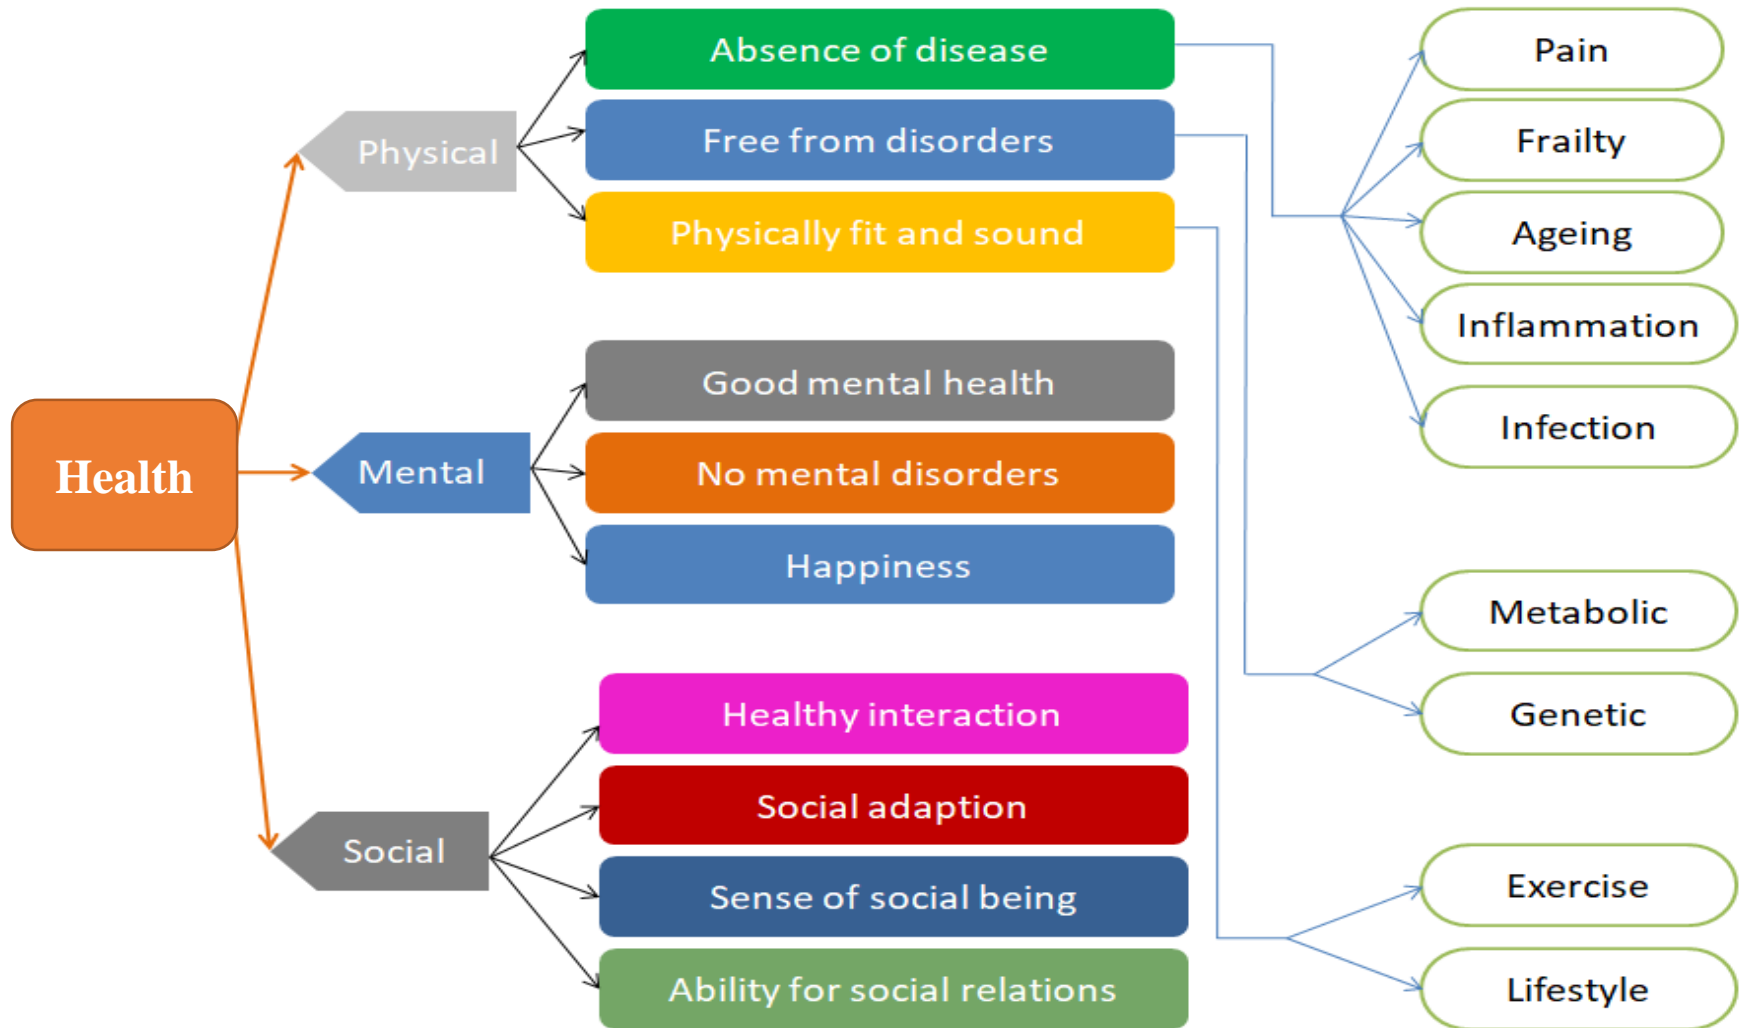 Health
Physical
Absence of disease
Free from disorders
Physically fit and sound
Mental
Good mental health
No mental disorders
Happiness
Social
Healthy interaction
Social adaption
Sense of social being
Ability for social relations
Pain
Frailty
Ageing
Inflammation
Infection
Metabolic
Genetic
Exercise
Lifestyle